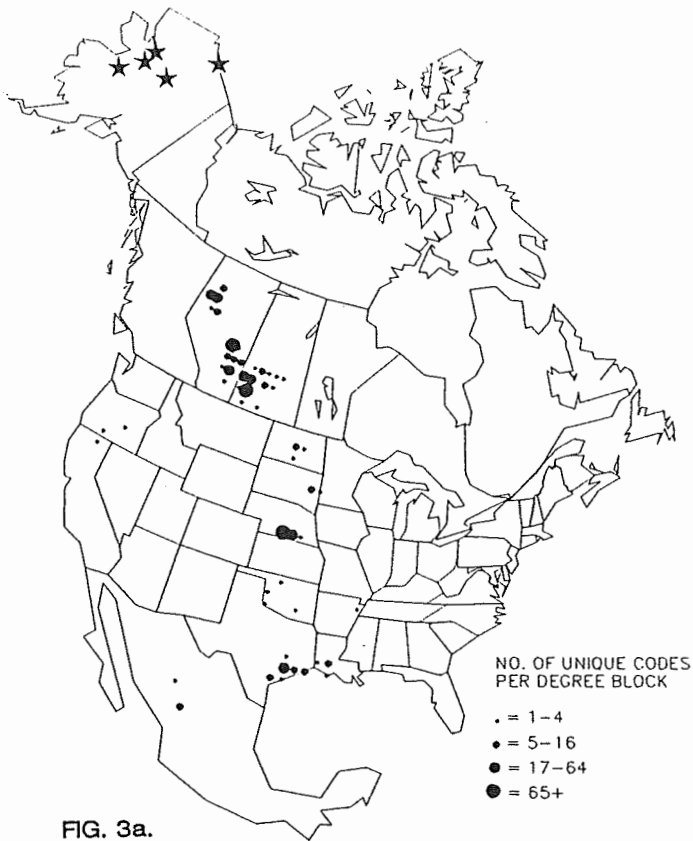 NO. OF UNIQUE CODES
PER DEGREE BLOCK
. = 1-4
• = 5-16
● = 17-64
● = 65+
FIG. 3a.